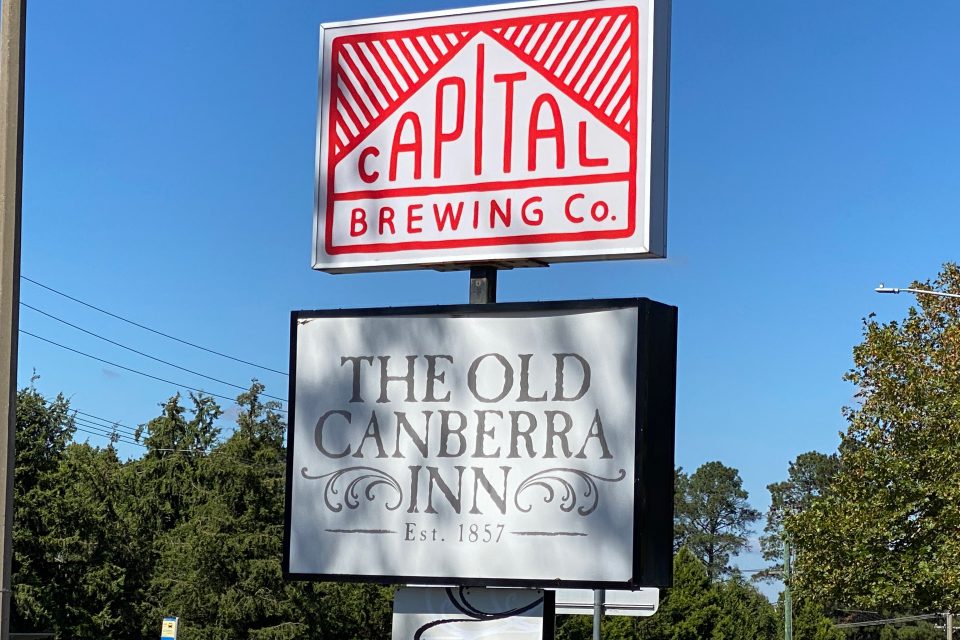 CAPITAL
BREWING Co.
THE OLD
CANBERRA
INN
Est. 1857